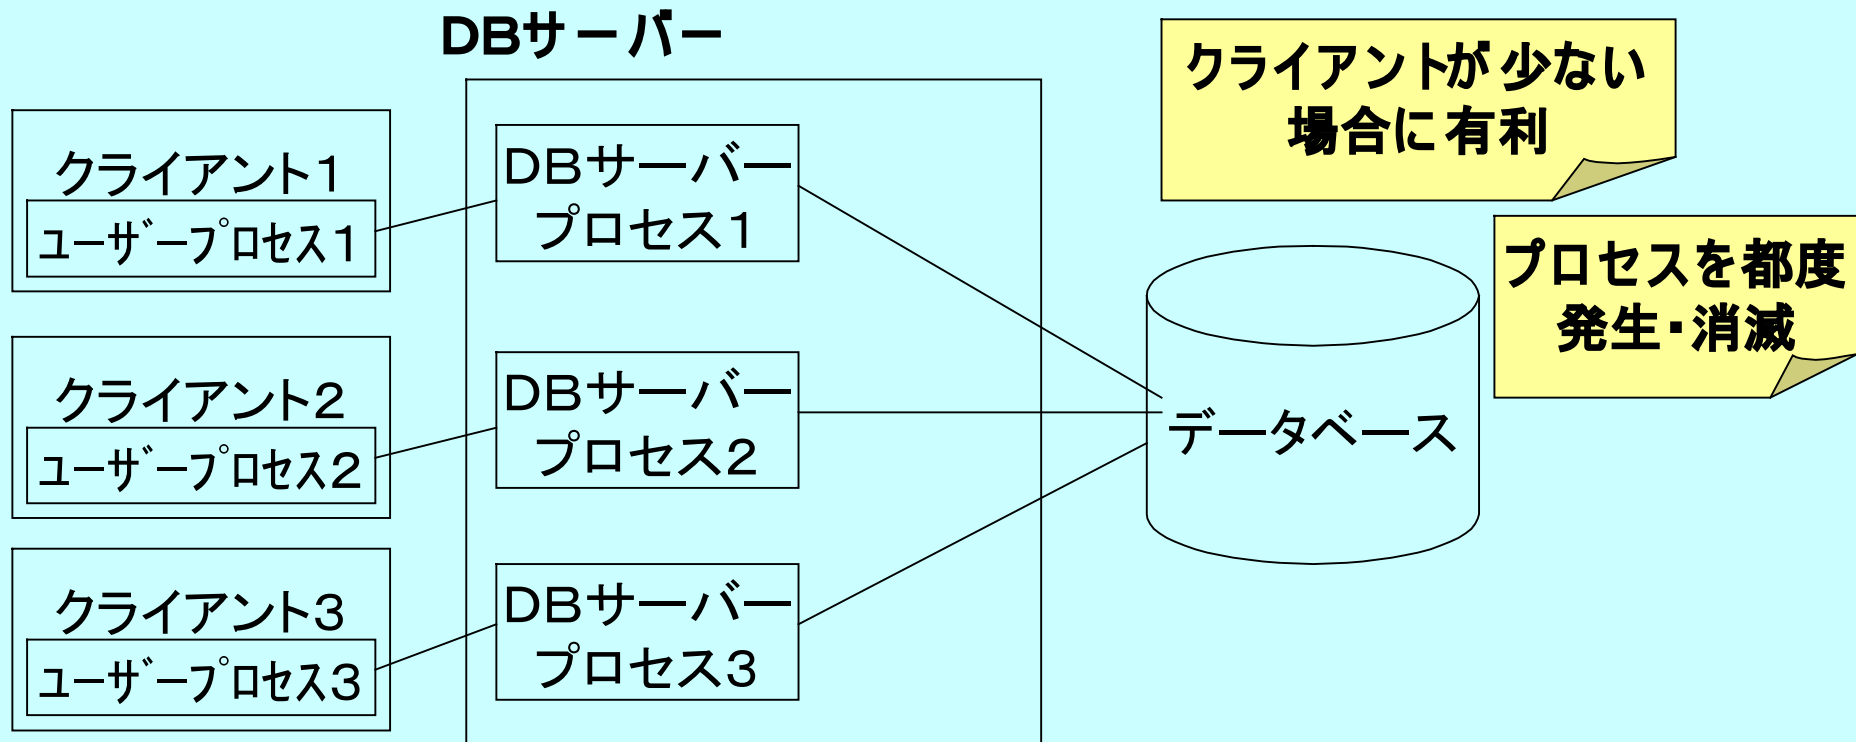 DBサーバー
クライアントが少ない
場合に有利
クライアント1
ユーザープロセス1
DBサーバー
プロセス1
プロセスを都度
発生・消滅
クライアント2
ユーザープロセス2
DBサーバー
プロセス2
データベース
クライアント3
ユーザープロセス3
DBサーバー
プロセス3